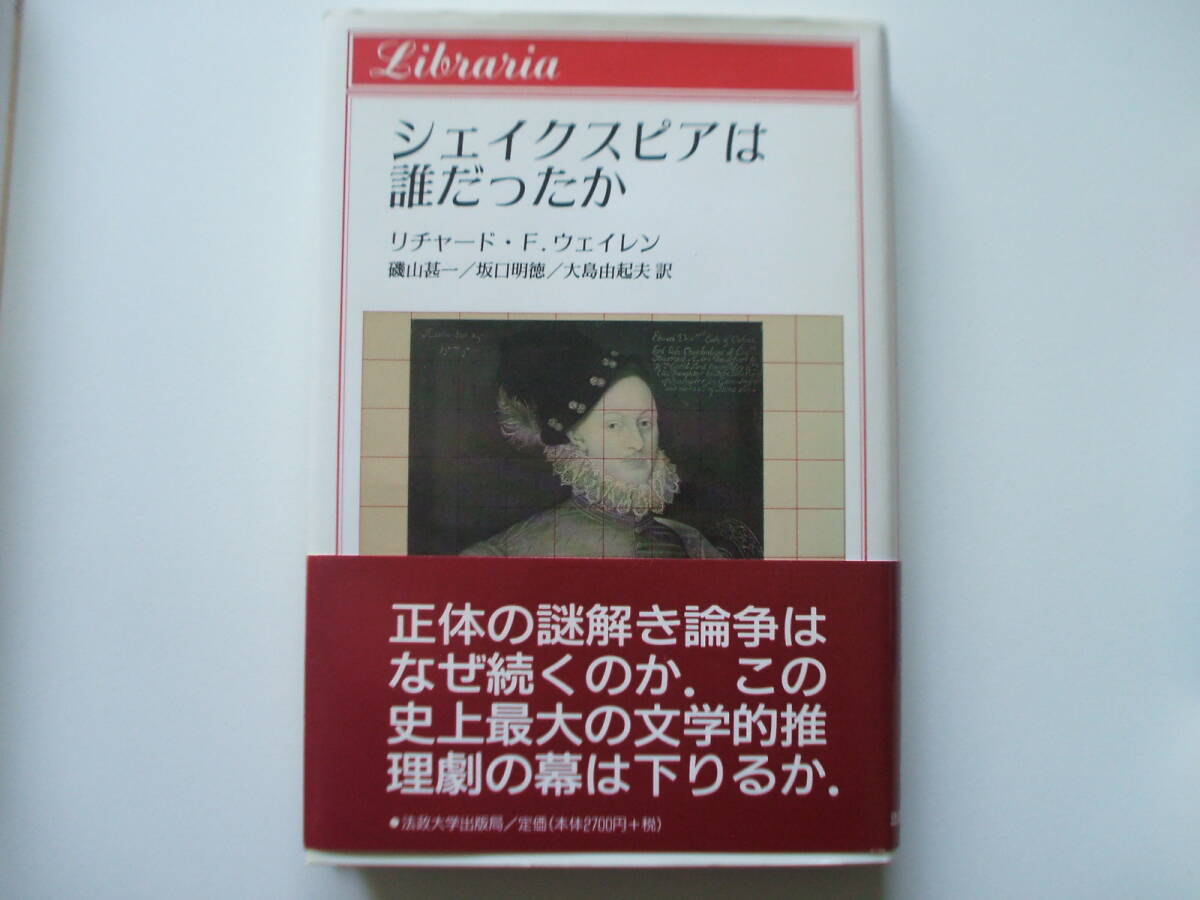 Libraria
シェイクスピアは
誰だったか
リチャード・F.ウェイレン
磯山甚一／坂口明徳／大島由起夫 訳
正体の謎解き論争は
なぜ続くのか．この
史上最大の文学的推
理劇の幕は下りるか．
●法政大学出版局／定価(本体2700円+税)